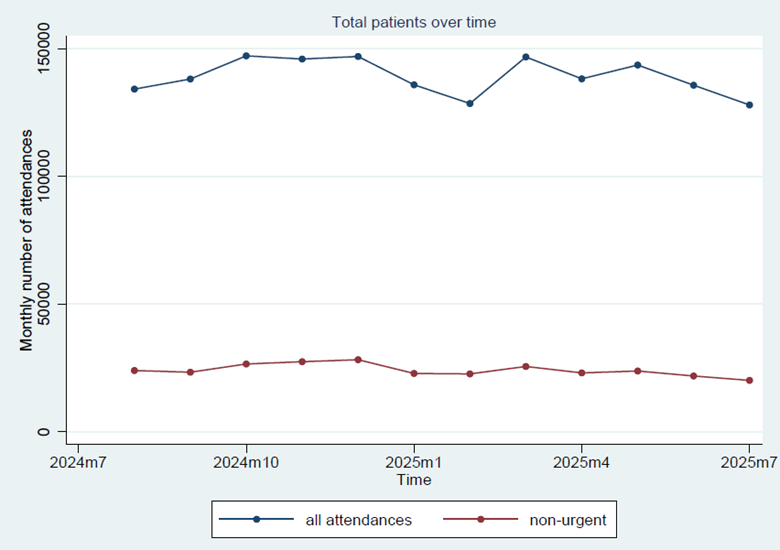 Total patients over time
Monthly number of attendances
150000
100000
50000
0
2024m7 2024m10 2025m1 2025m4 2025m7
Time
all attendances non-urgent